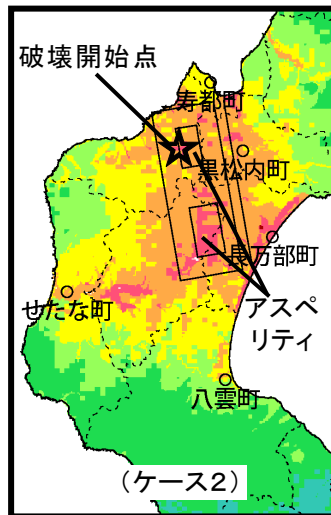 破壊開始点
寿都町
黒松内町
長万部町
アスペ
リティ
せたな町
八雲町
（ケース２）